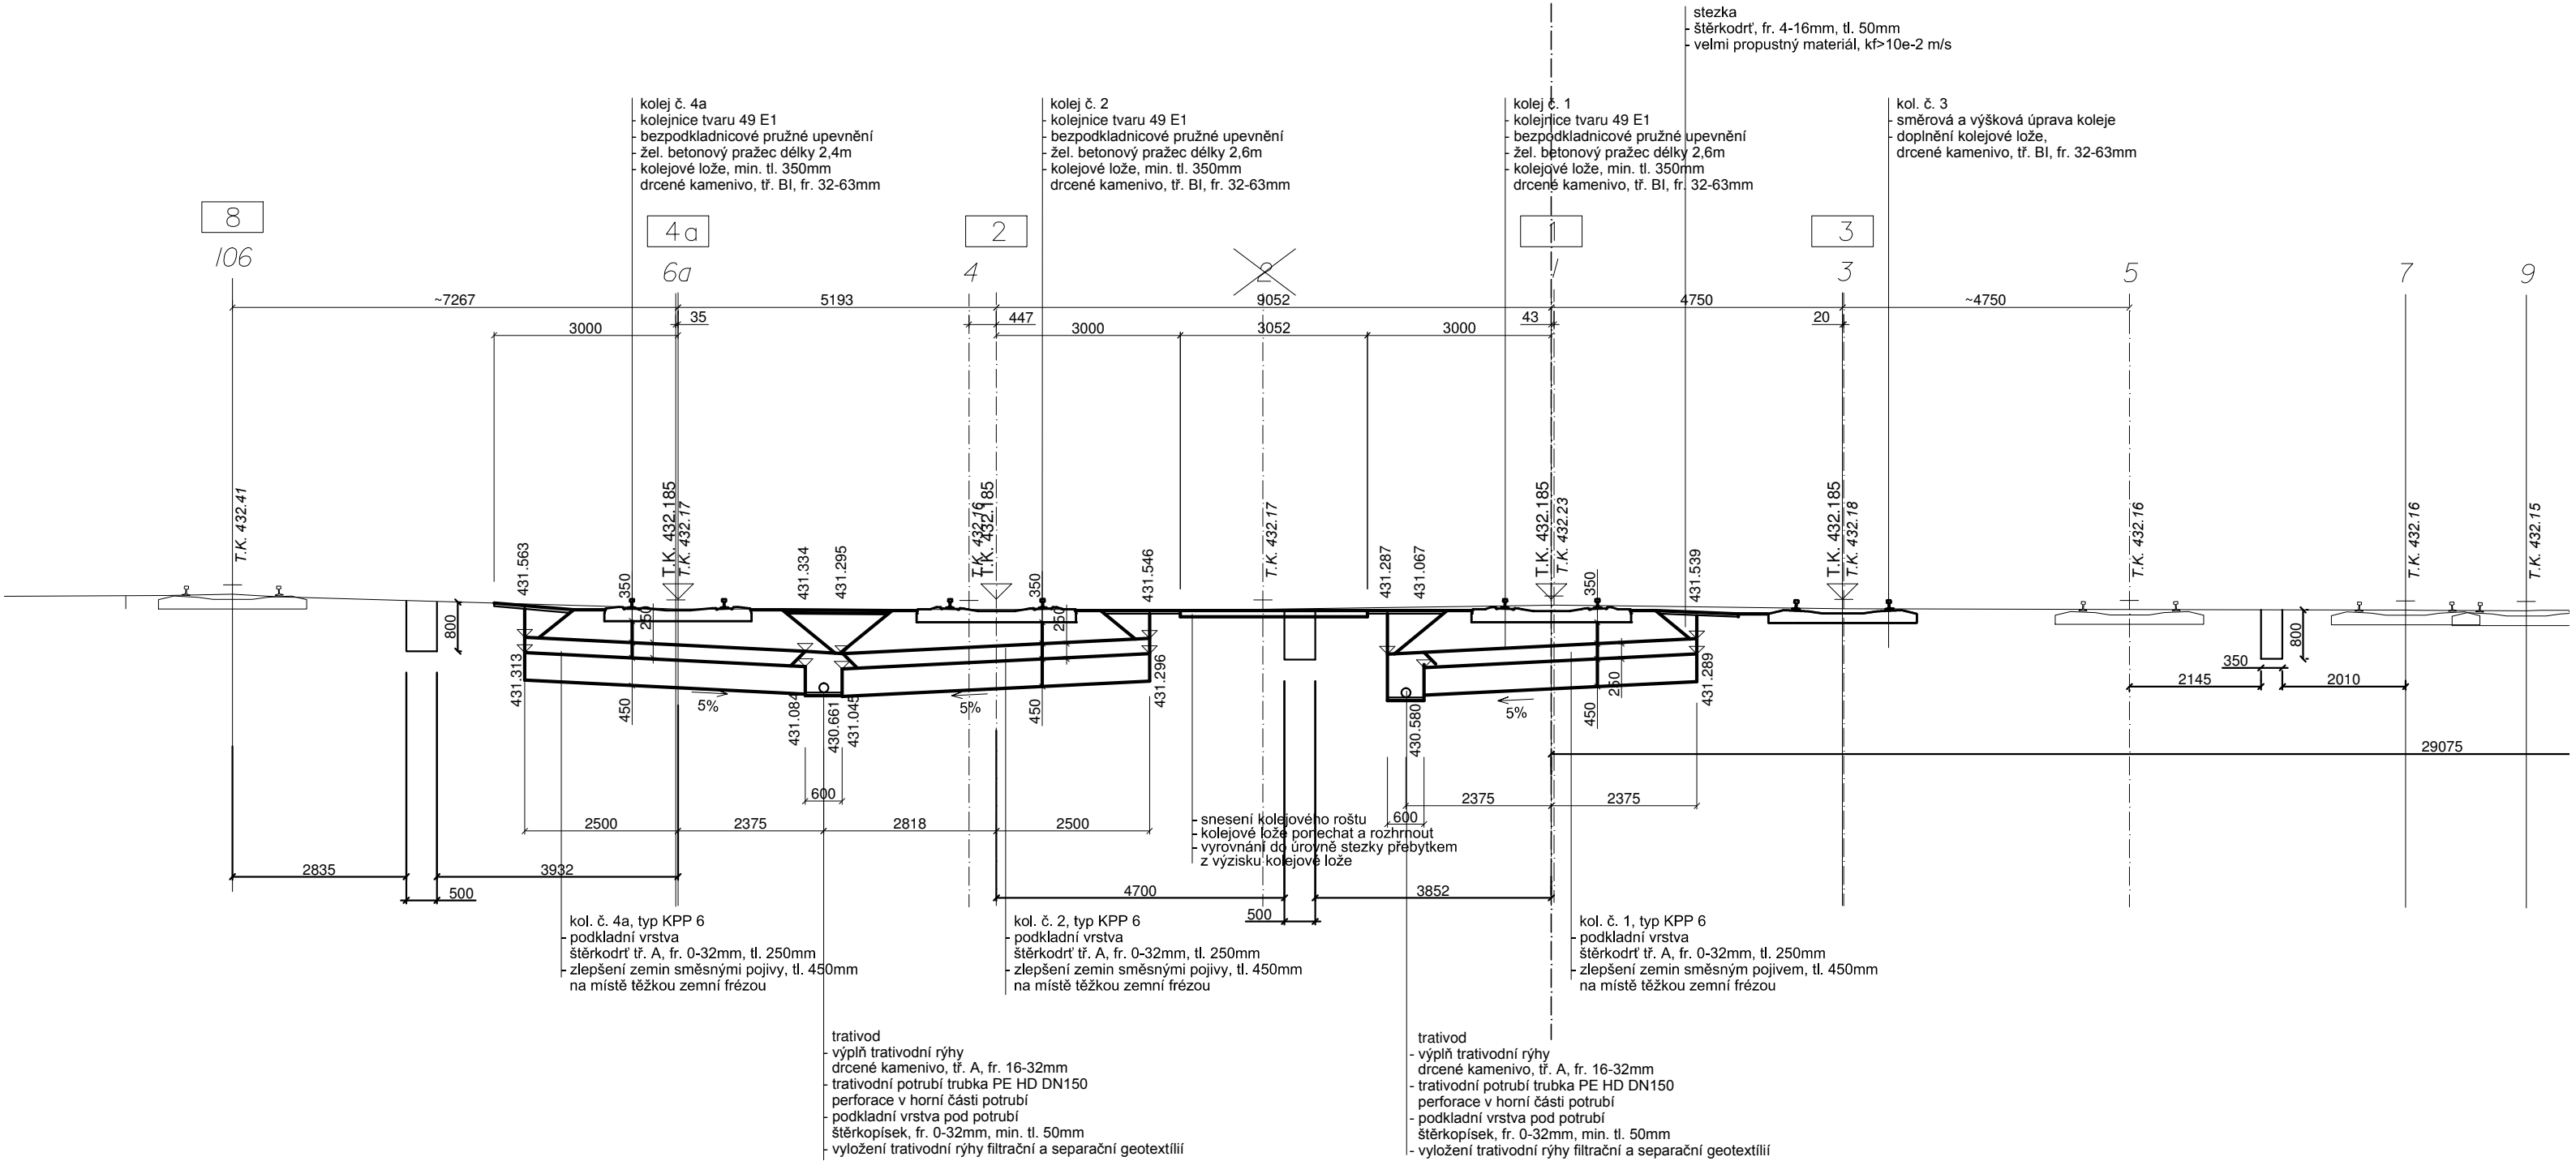 stezka
- štěrkodrť, fr. 4-16mm, tl. 50mm
- velmi propustný materiál, kf>10e-2 m/s
kolej č. 4a
- kolejnice tvaru 49 E1
- bezpodkladnicové pružné upevnění
- žel. betonový pražec délky 2,4m
- kolejové lože, min. tl. 350mm
drcené kamenivo, tř. BI, fr. 32-63mm
kolej č. 2
- kolejnice tvaru 49 E1
- bezpodkladnicové pružné upevnění
- žel. betonový pražec délky 2,6m
- kolejové lože, min. tl. 350mm
drcené kamenivo, tř. BI, fr. 32-63mm
kolej č. 1
- kolejnice tvaru 49 E1
- bezpodkladnicové pružné upevnění
- žel. betonový pražec délky 2,6m
- kolejové lože, min. tl. 350mm
drcené kamenivo, tř. BI, fr. 32-63mm
kol. č. 3
- směrová a výšková úprava koleje
- doplnění kolejové lože,
drcené kamenivo, tř. BI, fr. 32-63mm
8 4a 2 1 3
106 6a 4 2 1 3 5 7 9
~7267 5193 9052 4750 ~4750
35 447 43 20
3000 3000 3052 3000
T.K. 432.41
431.563
350
250
T.K. 432.185
T.K. 432.17
431.334
431.295
T.K. 432.16
T.K. 432.185
350
250
431.546
T.K. 432.17
431.287
431.067
T.K. 432.185
T.K. 432.23
350
431.539
T.K. 432.185
T.K. 432.18
T.K. 432.16
T.K. 432.16
T.K. 432.15
800
800
431.313
450
5%
431.084
430.661
431.045
5%
450
431.296
430.580
5%
450
250
431.289
350
2145 2010
29075
600
2500 2375 2818 2500
2375 2375
600
- snesení kolejového roštu
- kolejové lože ponechat a rozhrnout
- vyrovnání do úrovně stezky přebytkem
z výzisku kolejové lože
2835 3932
500
4700 3852
500
kol. č. 4a, typ KPP 6
- podkladní vrstva
štěrkodrť tř. A, fr. 0-32mm, tl. 250mm
- zlepšení zemin směsnými pojivy, tl. 450mm
na místě těžkou zemní frézou
kol. č. 2, typ KPP 6
- podkladní vrstva
štěrkodrť tř. A, fr. 0-32mm, tl. 250mm
- zlepšení zemin směsnými pojivy, tl. 450mm
na místě těžkou zemní frézou
kol. č. 1, typ KPP 6
- podkladní vrstva
štěrkodrť tř. A, fr. 0-32mm, tl. 250mm
- zlepšení zemin směsným pojivem, tl. 450mm
na místě těžkou zemní frézou
trativod
- výplň trativodní rýhy
drcené kamenivo, tř. A, fr. 16-32mm
- trativodní potrubí trubka PE HD DN150
perforace v horní části potrubí
- podkladní vrstva pod potrubí
štěrkopísek, fr. 0-32mm, min. tl. 50mm
- vyložení trativodní rýhy filtrační a separační geotextílií
trativod
- výplň trativodní rýhy
drcené kamenivo, tř. A, fr. 16-32mm
- trativodní potrubí trubka PE HD DN150
perforace v horní části potrubí
- podkladní vrstva pod potrubí
štěrkopísek, fr. 0-32mm, min. tl. 50mm
- vyložení trativodní rýhy filtrační a separační geotextílií